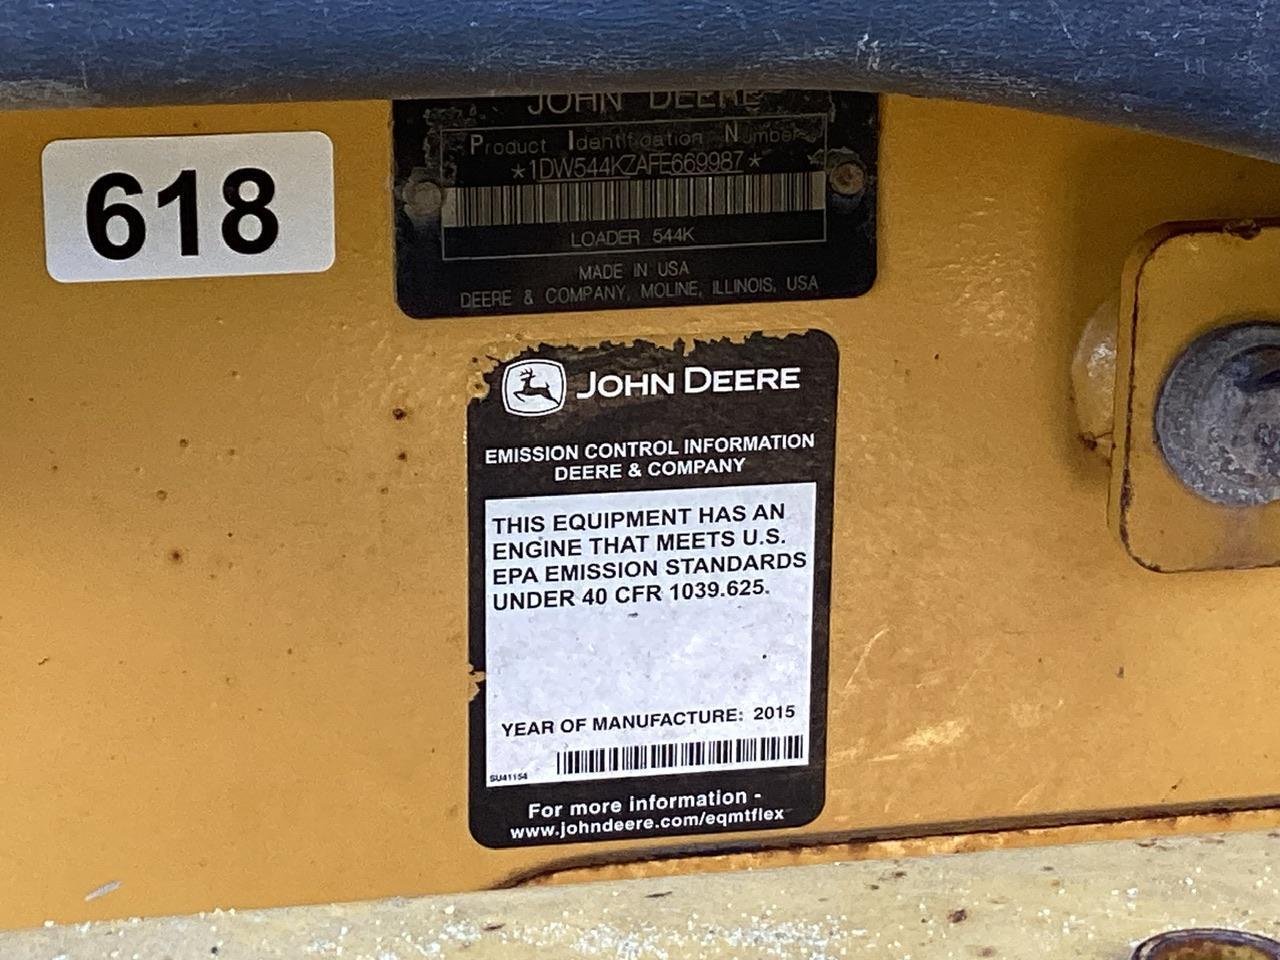 618
JOHN DEERE
Product Identification Number
*1DW544KZAFE669987*
LOADER 544K
MADE IN USA
DEERE & COMPANY, MOLINE, ILLINOIS, USA
JOHN DEERE
EMISSION CONTROL INFORMATION
DEERE & COMPANY
THIS EQUIPMENT HAS AN
ENGINE THAT MEETS U.S.
EPA EMISSION STANDARDS
UNDER 40 CFR 1039.625.
YEAR OF MANUFACTURE: 2015
SU41154
For more information -
www.johndeere.com/eqmtflex